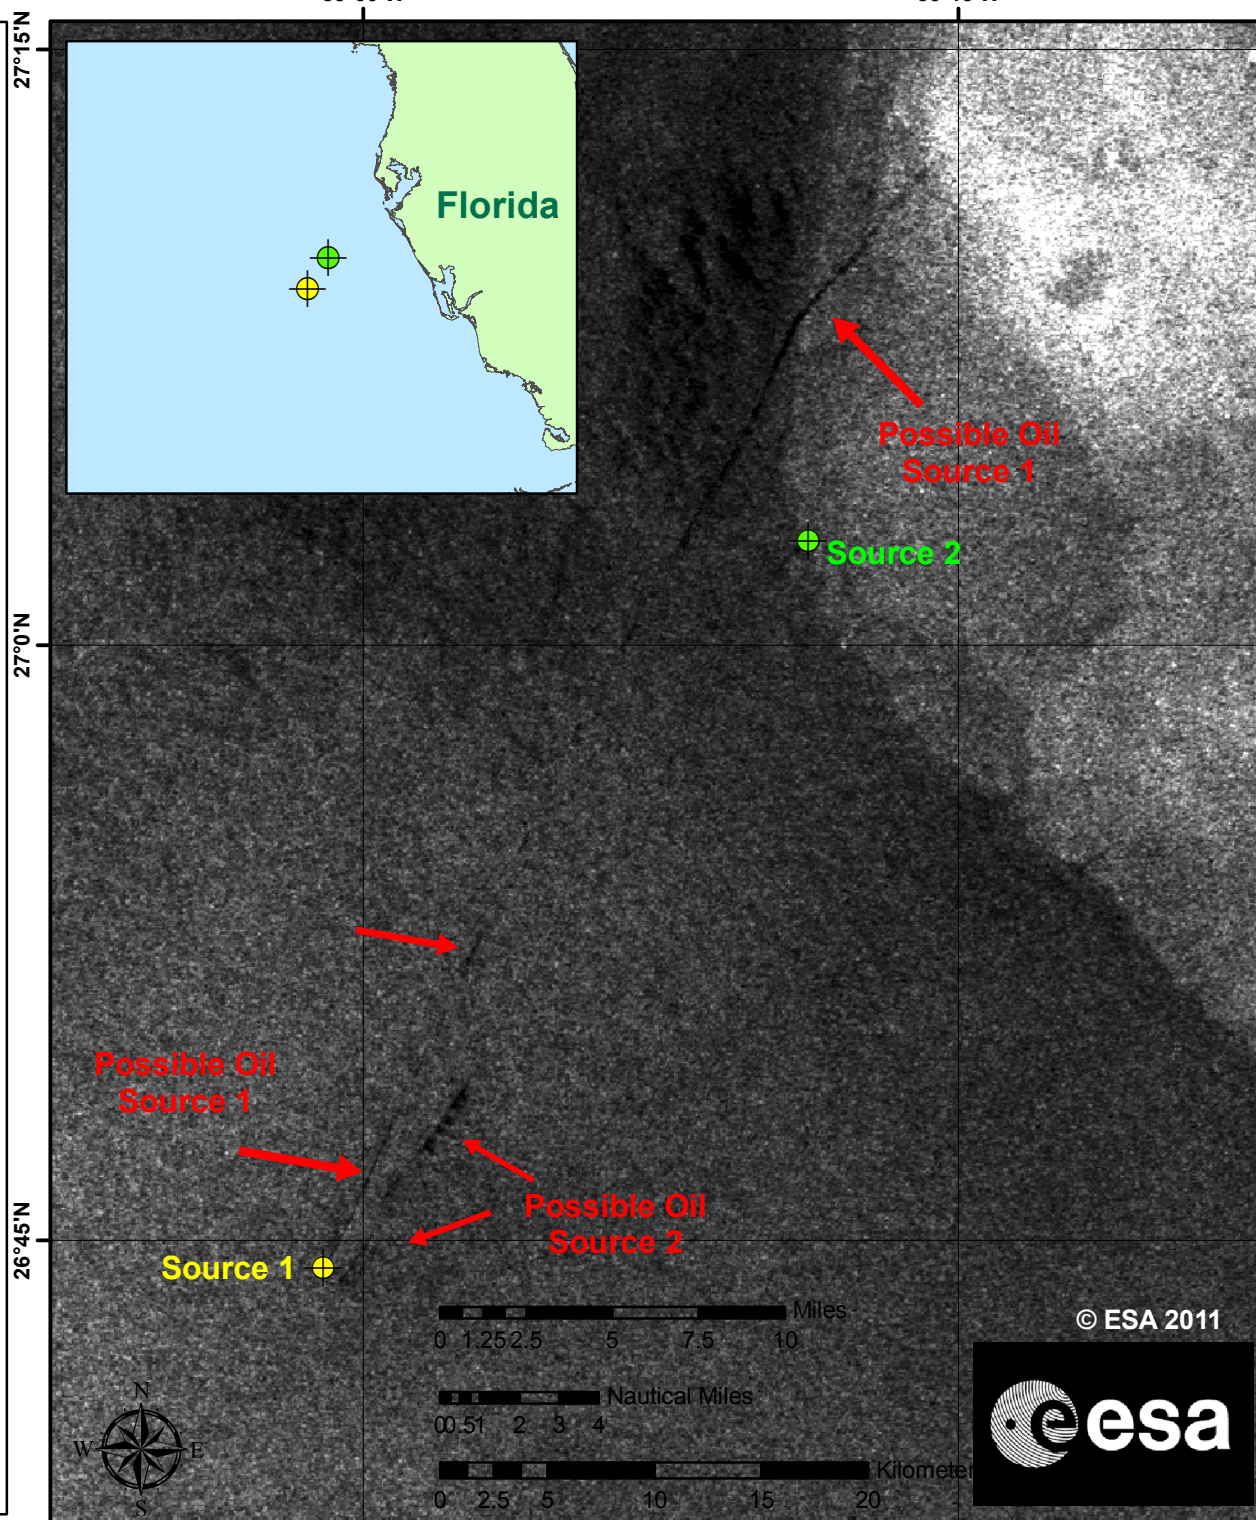 27°15'N
Florida
Possible Oil
Source 1
Source 2
27°0'N
Possible Oil
Source 1
Possible Oil
Source 2
26°45'N
Source 1
Miles
0 1.25 2.5 5 7.5 10
© ESA 2011
Nautical Miles
0 0.5 1 2 3 4
N
W E
S
esa
Kilometer
0 2.5 5 10 15 20